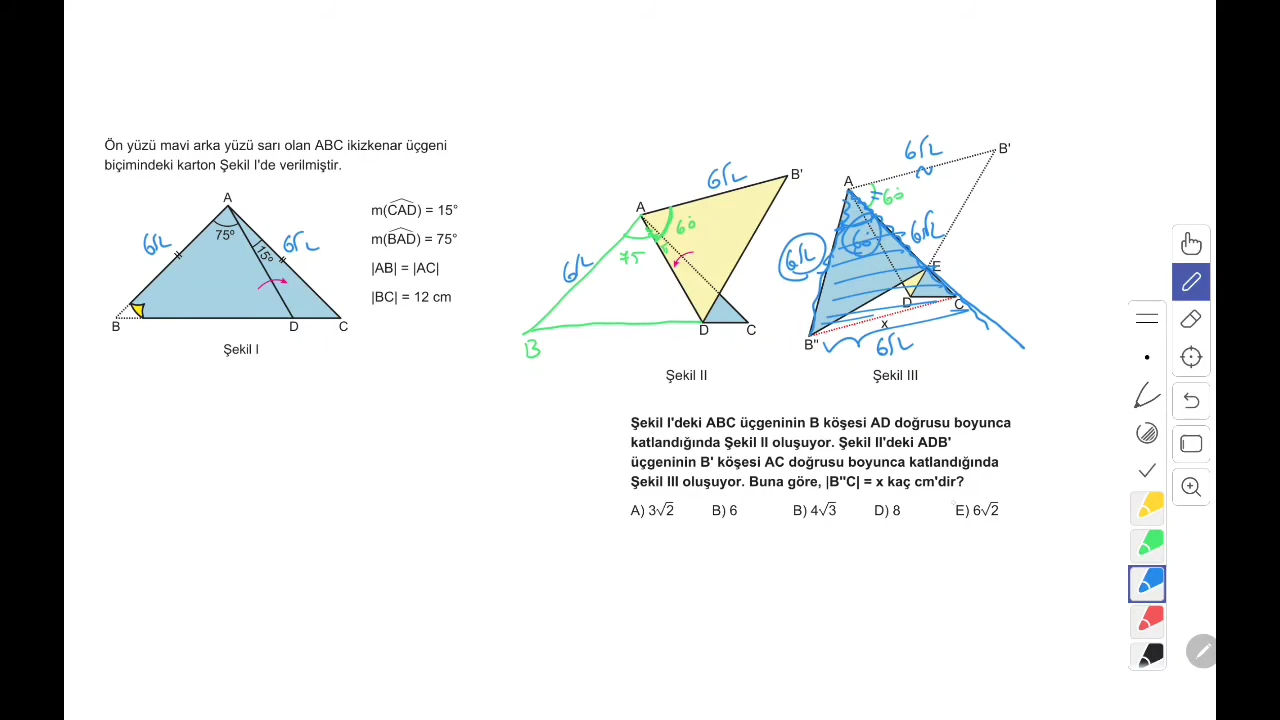 Ön yüzü mavi arka yüzü sarı olan ABC ikizkenar üçgeni
biçimindeki karton Şekil I'de verilmiştir.
A
75°
15°
6√2
6√2
B
D
C
Şekil I
m(CAD) = 15°
m(BAD) = 75°
|AB| = |AC|
|BC| = 12 cm
6√2
B'
A
60
75
6√2
B
D
C
Şekil II
6√2
B'
A
60
6√2
6√2
60
E
D
C
x
B''
6√2
Şekil III
Şekil I'deki ABC üçgeninin B köşesi AD doğrusu boyunca
katlandığında Şekil II oluşuyor. Şekil II'deki ADB'
üçgeninin B' köşesi AC doğrusu boyunca katlandığında
Şekil III oluşuyor. Buna göre, |B''C| = x kaç cm'dir?
A) 3√2 B) 6 B) 4√3 D) 8 E) 6√2